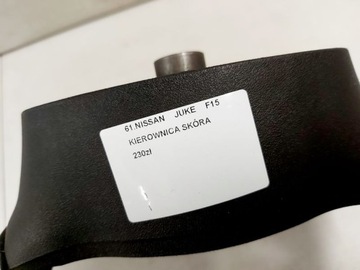 61.NISSAN JUKE F15
KIEROWNICA SKÓRA
230zł